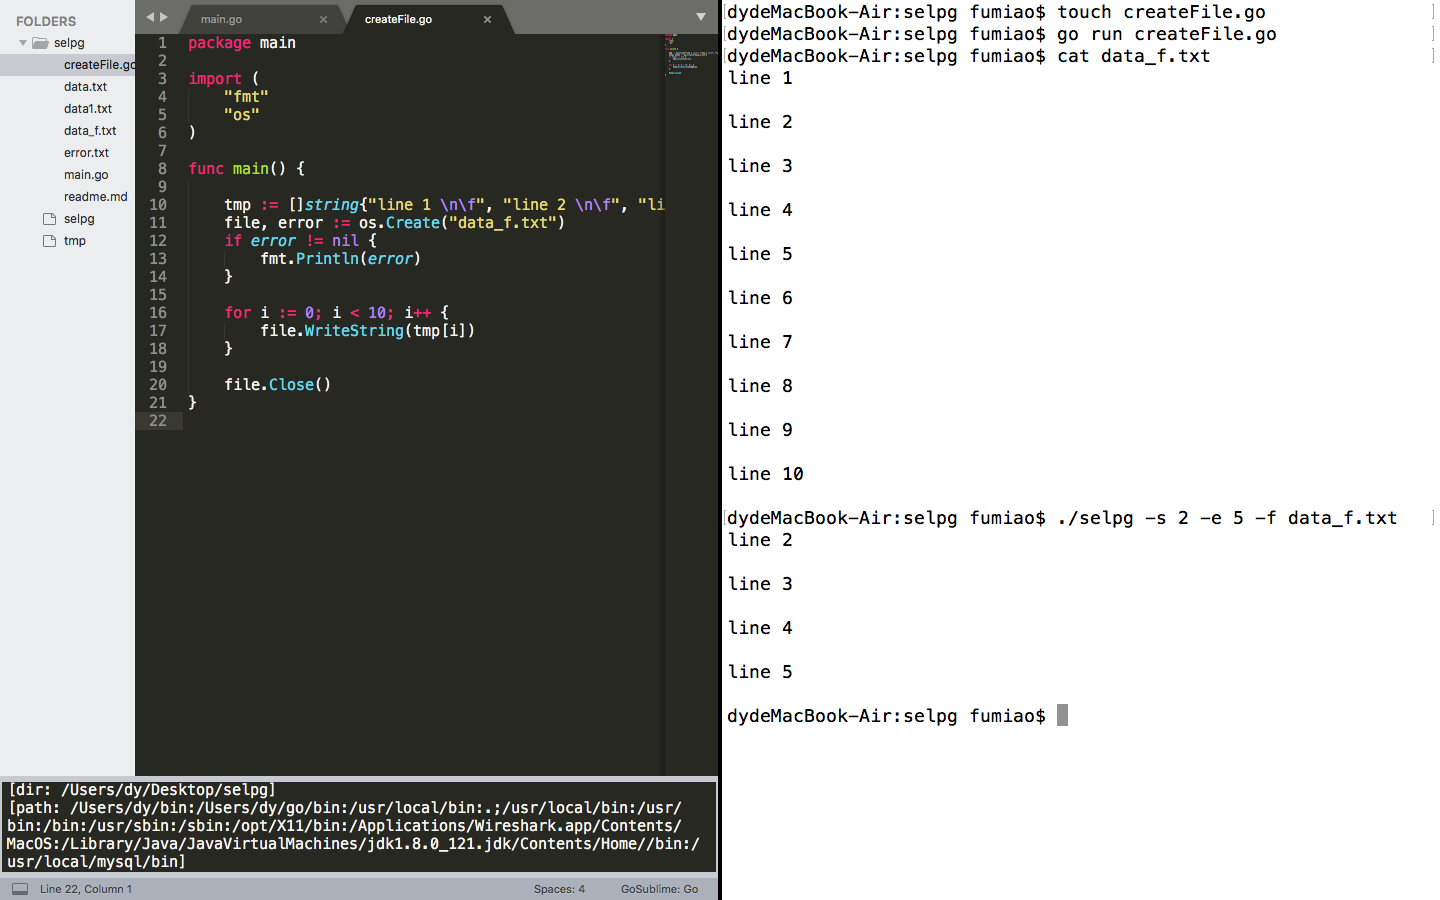 FOLDERS
selpg
createFile.go
data.txt
data1.txt
data_f.txt
error.txt
main.go
readme.md
selpg
tmp
main.go ×
createFile.go ×
1 package main
2
3 import (
4 "fmt"
5 "os"
6 )
7
8 func main() {
9
10 tmp := []string{"line 1 \n\f", "line 2 \n\f", "li
11 file, error := os.Create("data_f.txt")
12 if error != nil {
13 fmt.Println(error)
14 }
15
16 for i := 0; i < 10; i++ {
17 file.WriteString(tmp[i])
18 }
19
20 file.Close()
21 }
22
[dir: /Users/dy/Desktop/selpg]
[path: /Users/dy/bin:/Users/dy/go/bin:/usr/local/bin:.;/usr/local/bin:/usr/
bin:/bin:/usr/sbin:/sbin:/opt/X11/bin:/Applications/Wireshark.app/Contents/
MacOS:/Library/Java/JavaVirtualMachines/jdk1.8.0_121.jdk/Contents/Home//bin:/
usr/local/mysql/bin]
Line 22, Column 1
Spaces: 4
GoSublime: Go
[dydeMacBook-Air:selpg fumiao$ touch createFile.go ]
[dydeMacBook-Air:selpg fumiao$ go run createFile.go ]
[dydeMacBook-Air:selpg fumiao$ cat data_f.txt ]
line 1
line 2
line 3
line 4
line 5
line 6
line 7
line 8
line 9
line 10
[dydeMacBook-Air:selpg fumiao$ ./selpg -s 2 -e 5 -f data_f.txt ]
line 2
line 3
line 4
line 5
dydeMacBook-Air:selpg fumiao$